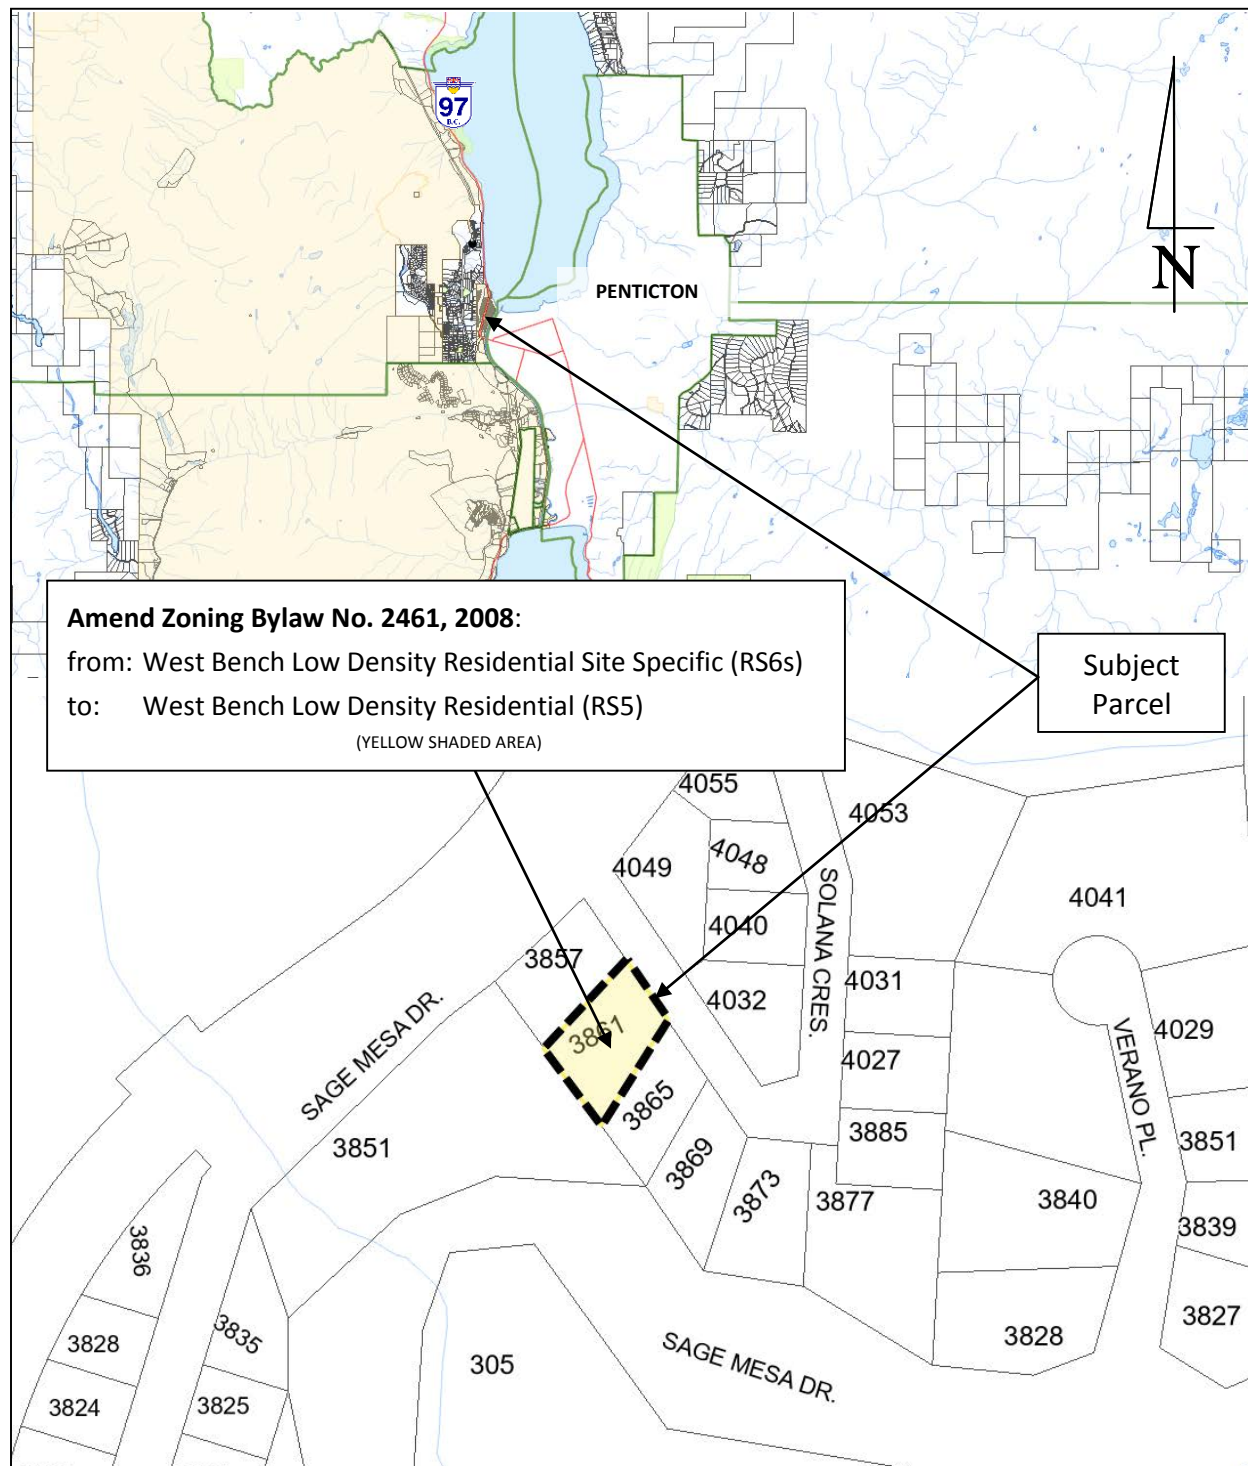 97
B.C.
PENTICTON
N
Amend Zoning Bylaw No. 2461, 2008:
from: West Bench Low Density Residential Site Specific (RS6s)
to: West Bench Low Density Residential (RS5)
(YELLOW SHADED AREA)
Subject
Parcel
4055
4053
4049
4048
4041
4040
3857
SOLANA CRES.
4031
4032
3861
SAGE MESA DR.
4029
VERANO PL.
4027
3865
3885
3851
3851
3869
3873
3877
3840
3839
3836
3835
3828
3827
3828
305
SAGE MESA DR.
3824
3825